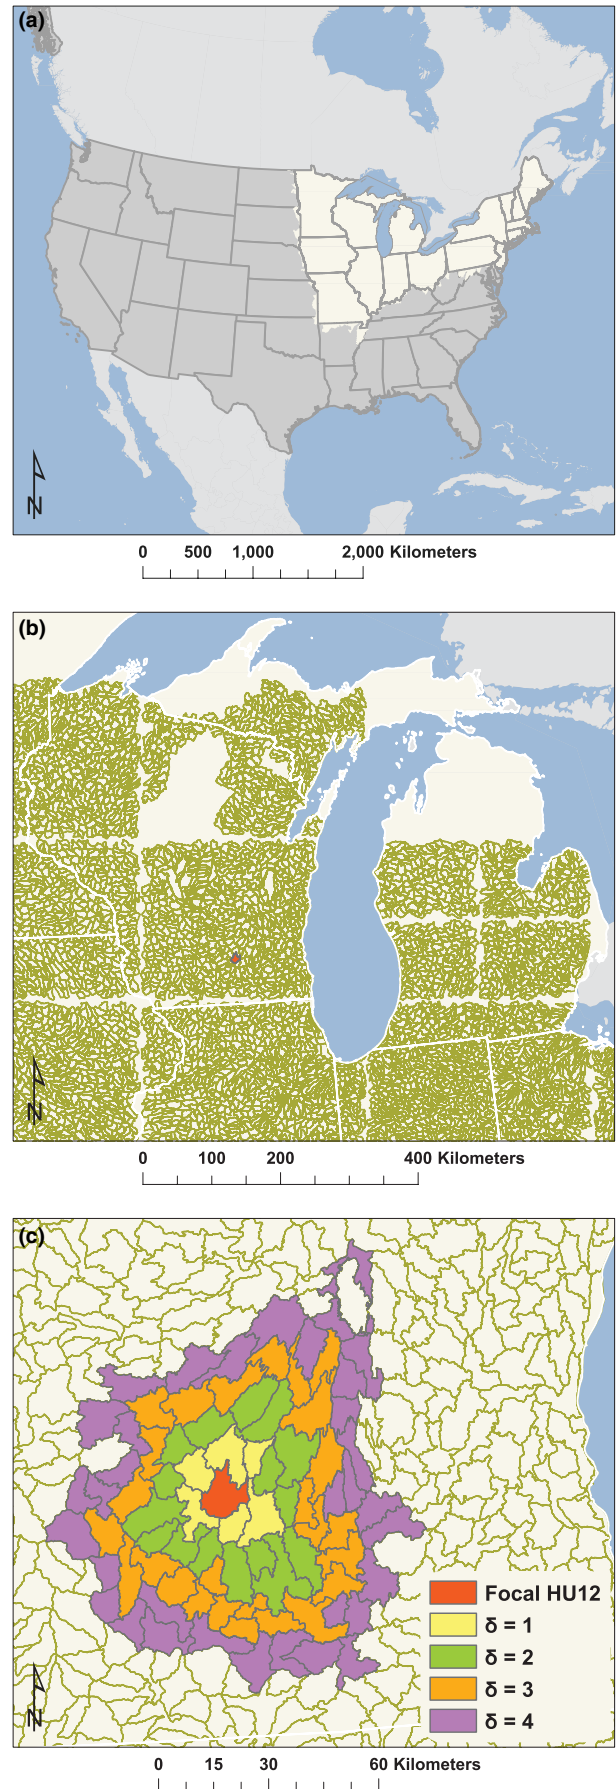 (a)
N
0 500 1,000 2,000 Kilometers
(b)
N
0 100 200 400 Kilometers
(c)
Focal HU12
δ = 1
δ = 2
δ = 3
δ = 4
N
0 15 30 60 Kilometers